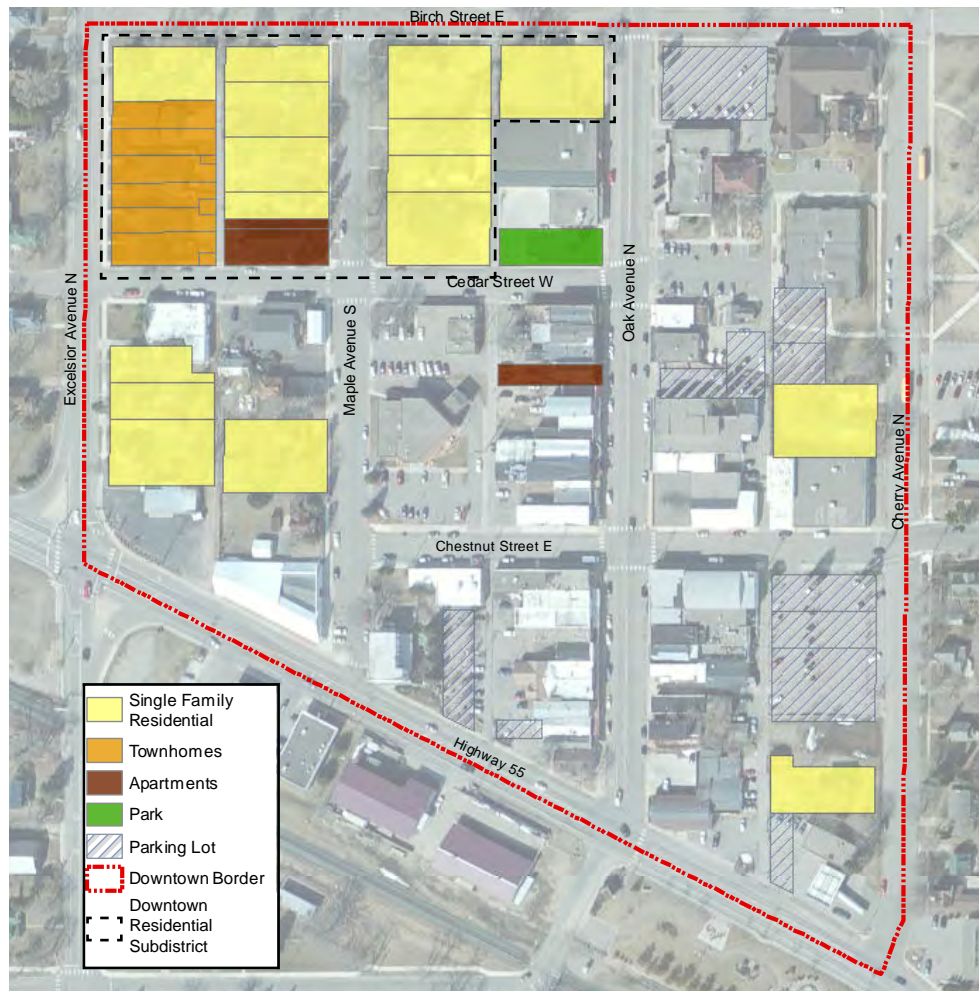 Birch Street E
Cedar Street W
Excelsior Avenue N
Maple Avenue S
Oak Avenue N
Cherry Avenue N
Chestnut Street E
Highway 55
Single Family
Residential
Townhomes
Apartments
Park
Parking Lot
Downtown Border
Downtown
Residential
Subdistrict